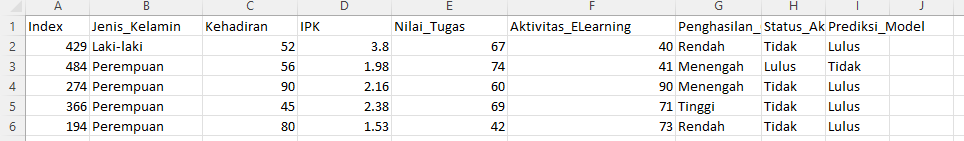 A B C D E F G H I J
1 Index Jenis_Kelamin Kehadiran IPK Nilai_Tugas Aktivitas_ELearning Penghasilan_ Status_Ak Prediksi_Model
2 429 Laki-laki 52 3.8 67 40 Rendah Tidak Lulus
3 484 Perempuan 56 1.98 74 41 Menengah Lulus Tidak
4 274 Perempuan 90 2.16 60 90 Menengah Tidak Lulus
5 366 Perempuan 45 2.38 69 71 Tinggi Tidak Lulus
6 194 Perempuan 80 1.53 42 73 Rendah Tidak Lulus